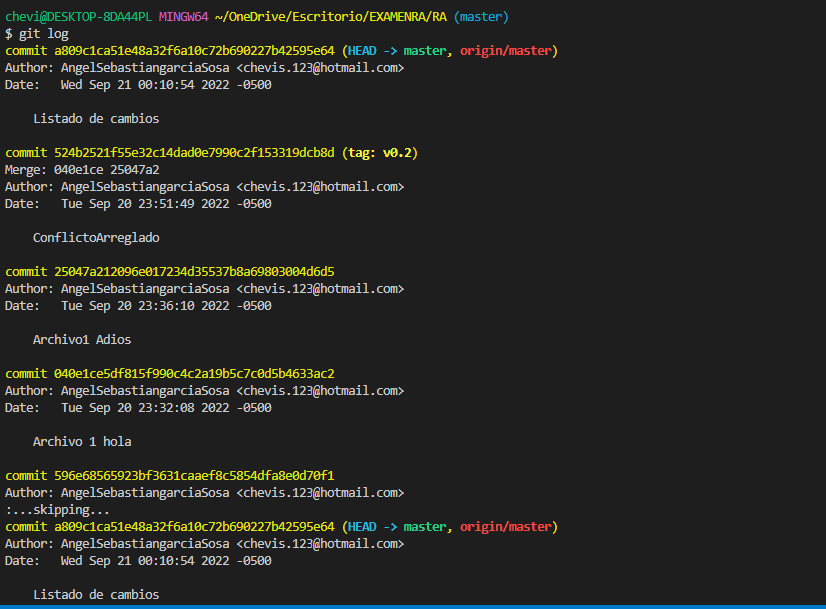 chevi@DESKTOP-8DA44PL MINGW64 ~/OneDrive/Escritorio/EXAMENRA/RA (master)
$ git log
commit a809c1ca51e48a32f6a10c72b690227b42595e64 (HEAD -> master, origin/master)
Author: AngelSebastiangarciaSosa <chevis.123@hotmail.com>
Date:   Wed Sep 21 00:10:54 2022 -0500

    Listado de cambios

commit 524b2521f55e32c14dad0e7990c2f153319dcb8d (tag: v0.2)
Merge: 040e1ce 25047a2
Author: AngelSebastiangarciaSosa <chevis.123@hotmail.com>
Date:   Tue Sep 20 23:51:49 2022 -0500

    ConflictoArreglado

commit 25047a212096e017234d35537b8a69803004d6d5
Author: AngelSebastiangarciaSosa <chevis.123@hotmail.com>
Date:   Tue Sep 20 23:36:10 2022 -0500

    Archivo1 Adios

commit 040e1ce5df815f990c4c2a19b5c7c0d5b4633ac2
Author: AngelSebastiangarciaSosa <chevis.123@hotmail.com>
Date:   Tue Sep 20 23:32:08 2022 -0500

    Archivo 1 hola

commit 596e68565923bf3631caaef8c5854dfa8e0d70f1
Author: AngelSebastiangarciaSosa <chevis.123@hotmail.com>
:...skipping...
commit a809c1ca51e48a32f6a10c72b690227b42595e64 (HEAD -> master, origin/master)
Author: AngelSebastiangarciaSosa <chevis.123@hotmail.com>
Date:   Wed Sep 21 00:10:54 2022 -0500

    Listado de cambios